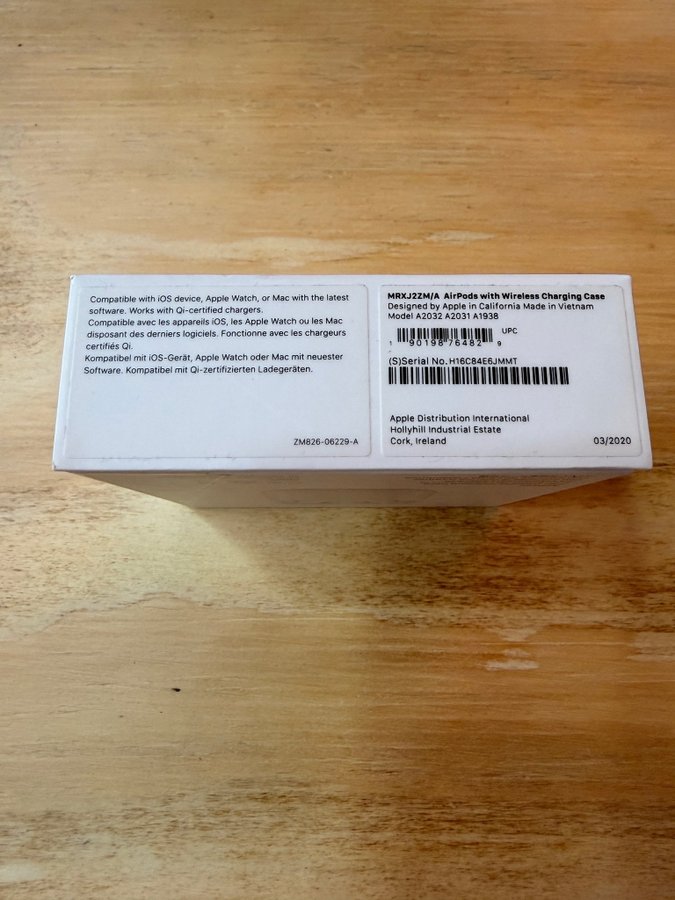 Compatible with iOS device, Apple Watch, or Mac with the latest
software. Works with Qi-certified chargers.
Compatible avec les appareils iOS, les Apple Watch ou les Mac
disposant des derniers logiciels. Fonctionne avec les chargeurs
certifiés Qi.
Kompatibel mit iOS-Gerät, Apple Watch oder Mac mit neuester
Software. Kompatibel mit Qi-zertifizierten Ladegeräten.
ZM826-06229-A
MRXJ2ZM/A AirPods with Wireless Charging Case
Designed by Apple in California Made in Vietnam
Model A2032 A2031 A1938
UPC
1 90198 76482 9
(S)Serial No. H16C84E6JMMT
Apple Distribution International
Hollyhill Industrial Estate
Cork, Ireland
03/2020